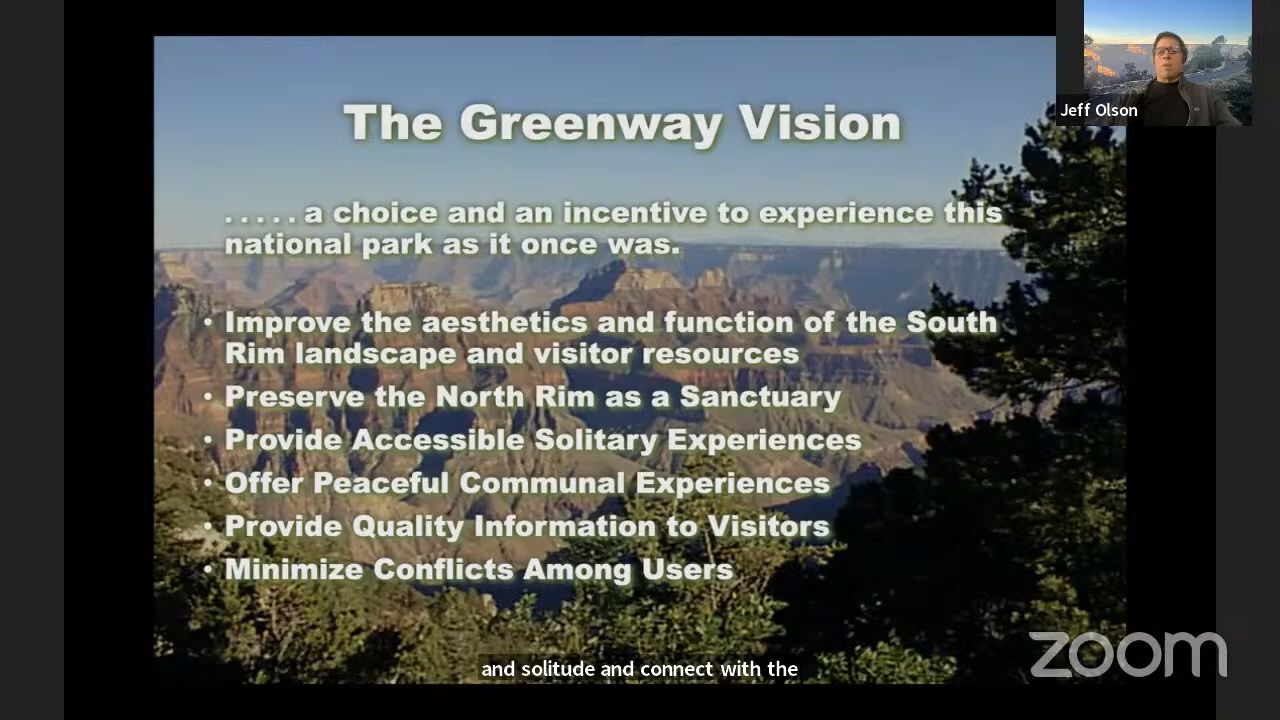 Jeff Olson
The Greenway Vision
. . . . . a choice and an incentive to experience this
national park as it once was.
• Improve the aesthetics and function of the South
Rim landscape and visitor resources
• Preserve the North Rim as a Sanctuary
• Provide Accessible Solitary Experiences
• Offer Peaceful Communal Experiences
• Provide Quality Information to Visitors
• Minimize Conflicts Among Users
and solitude and connect with the
zoom